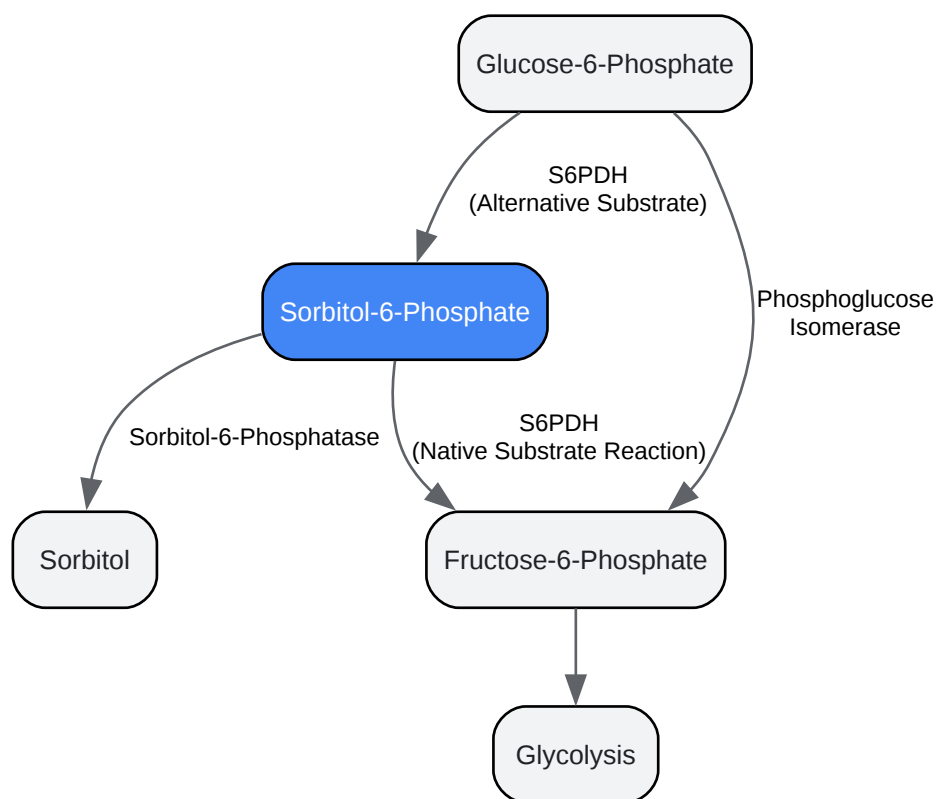 Glucose-6-Phosphate
S6PDH
(Alternative Substrate)
Phosphoglucose
Isomerase
Sorbitol-6-Phosphate
Sorbitol-6-Phosphatase
S6PDH
(Native Substrate Reaction)
Sorbitol
Fructose-6-Phosphate
Glycolysis